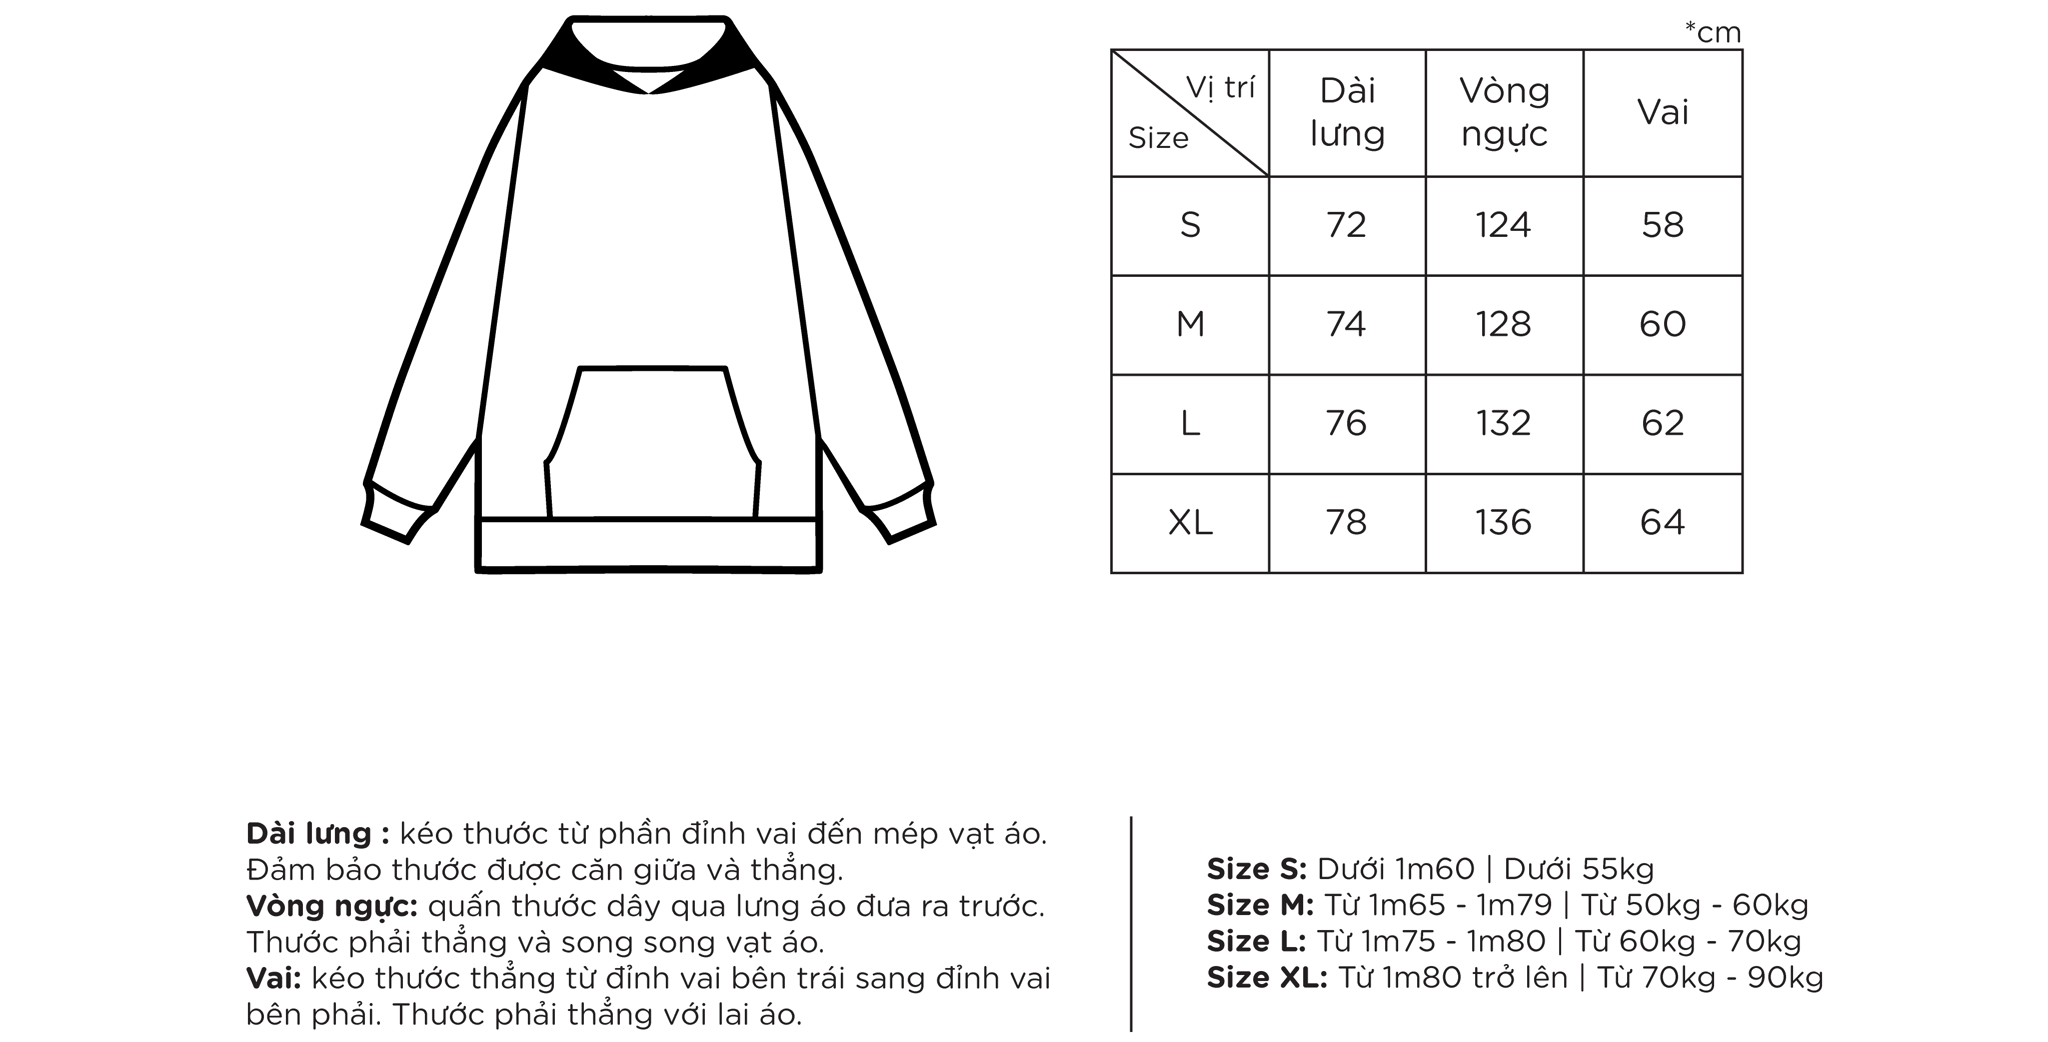 *cm
Vị trí
Size
Dài
lưng
Vòng
ngực
Vai
S 72 124 58
M 74 128 60
L 76 132 62
XL 78 136 64
Dài lưng : kéo thước từ phần đỉnh vai đến mép vạt áo.
Đảm bảo thước được căn giữa và thẳng.
Vòng ngực: quấn thước dây qua lưng áo đưa ra trước.
Thước phải thẳng và song song vạt áo.
Vai: kéo thước thẳng từ đỉnh vai bên trái sang đỉnh vai
bên phải. Thước phải thẳng với lai áo.
Size S: Dưới 1m60 | Dưới 55kg
Size M: Từ 1m65 - 1m79 | Từ 50kg - 60kg
Size L: Từ 1m75 - 1m80 | Từ 60kg - 70kg
Size XL: Từ 1m80 trở lên | Từ 70kg - 90kg